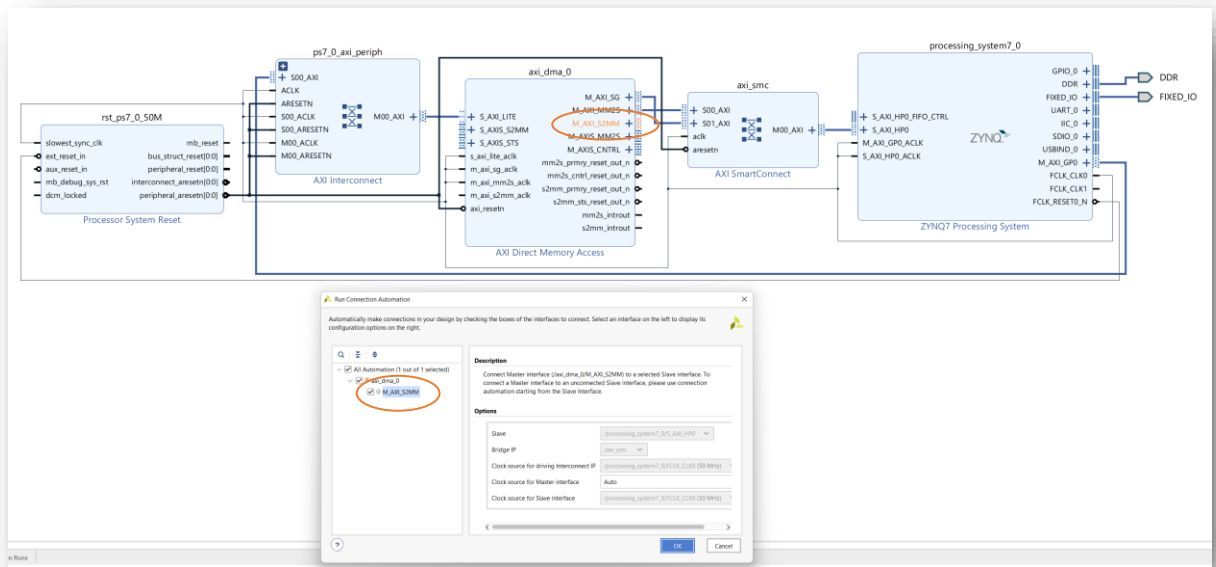 ps7_0_axi_periph
S00_AXI
ACLK
ARESETN
S00_ACLK
S00_ARESETN
M00_ACLK
M00_ARESETN
M00_AXI
AXI Interconnect
rst_ps7_0_50M
slowest_sync_clk
ext_reset_in
aux_reset_in
mb_debug_sys_rst
dcm_locked
mb_reset
bus_struct_reset[0:0]
peripheral_reset[0:0]
interconnect_aresetn[0:0]
peripheral_aresetn[0:0]
Processor System Reset
axi_dma_0
S_AXI_LITE
S_AXIS_S2MM
S_AXIS_STS
s_axi_lite_aclk
m_axi_sg_aclk
m_axi_mm2s_aclk
m_axi_s2mm_aclk
axi_resetn
M_AXI_SG
M_AXI_MM2S
M_AXI_S2MM
M_AXIS_MM2S
M_AXIS_CNTRL
mm2s_prmry_reset_out_n
mm2s_cntrl_reset_out_n
s2mm_prmry_reset_out_n
s2mm_sts_reset_out_n
mm2s_introut
s2mm_introut
AXI Direct Memory Access
axi_smc
S00_AXI
S01_AXI
aclk
aresetn
M00_AXI
AXI SmartConnect
processing_system7_0
S_AXI_HP0_FIFO_CTRL
S_AXI_HP0
M_AXI_GP0_ACLK
S_AXI_HP0_ACLK
ZYNQ
GPIO_0
DDR
FIXED_IO
UART_0
IIC_0
SDIO_0
USBIND_0
M_AXI_GP0
FCLK_CLK0
FCLK_CLK1
FCLK_RESET0_N
ZYNQ7 Processing System
DDR
FIXED_IO
Run Connection Automation
Automatically make connections in your design by checking the boxes of the interfaces to connect. Select an interface on the left to display its
configuration options on the right.
All Automation (1 out of 1 selected)
axi_dma_0
M_AXI_S2MM
Description
Connect Master interface (/axi_dma_0/M_AXI_S2MM) to a selected Slave interface. To
connect a Master interface to an unconnected Slave interface, please use connection
automation starting from the Slave Interface.
Options
Slave /processing_system7_0/S_AXI_HP0
Bridge IP /axi_smc
Clock source for driving Interconnect IP /processing_system7_0/FCLK_CLK0 (50 MHz)
Clock source for Master interface Auto
Clock source for Slave interface /processing_system7_0/FCLK_CLK0 (50 MHz)
?
OK Cancel
n Runs